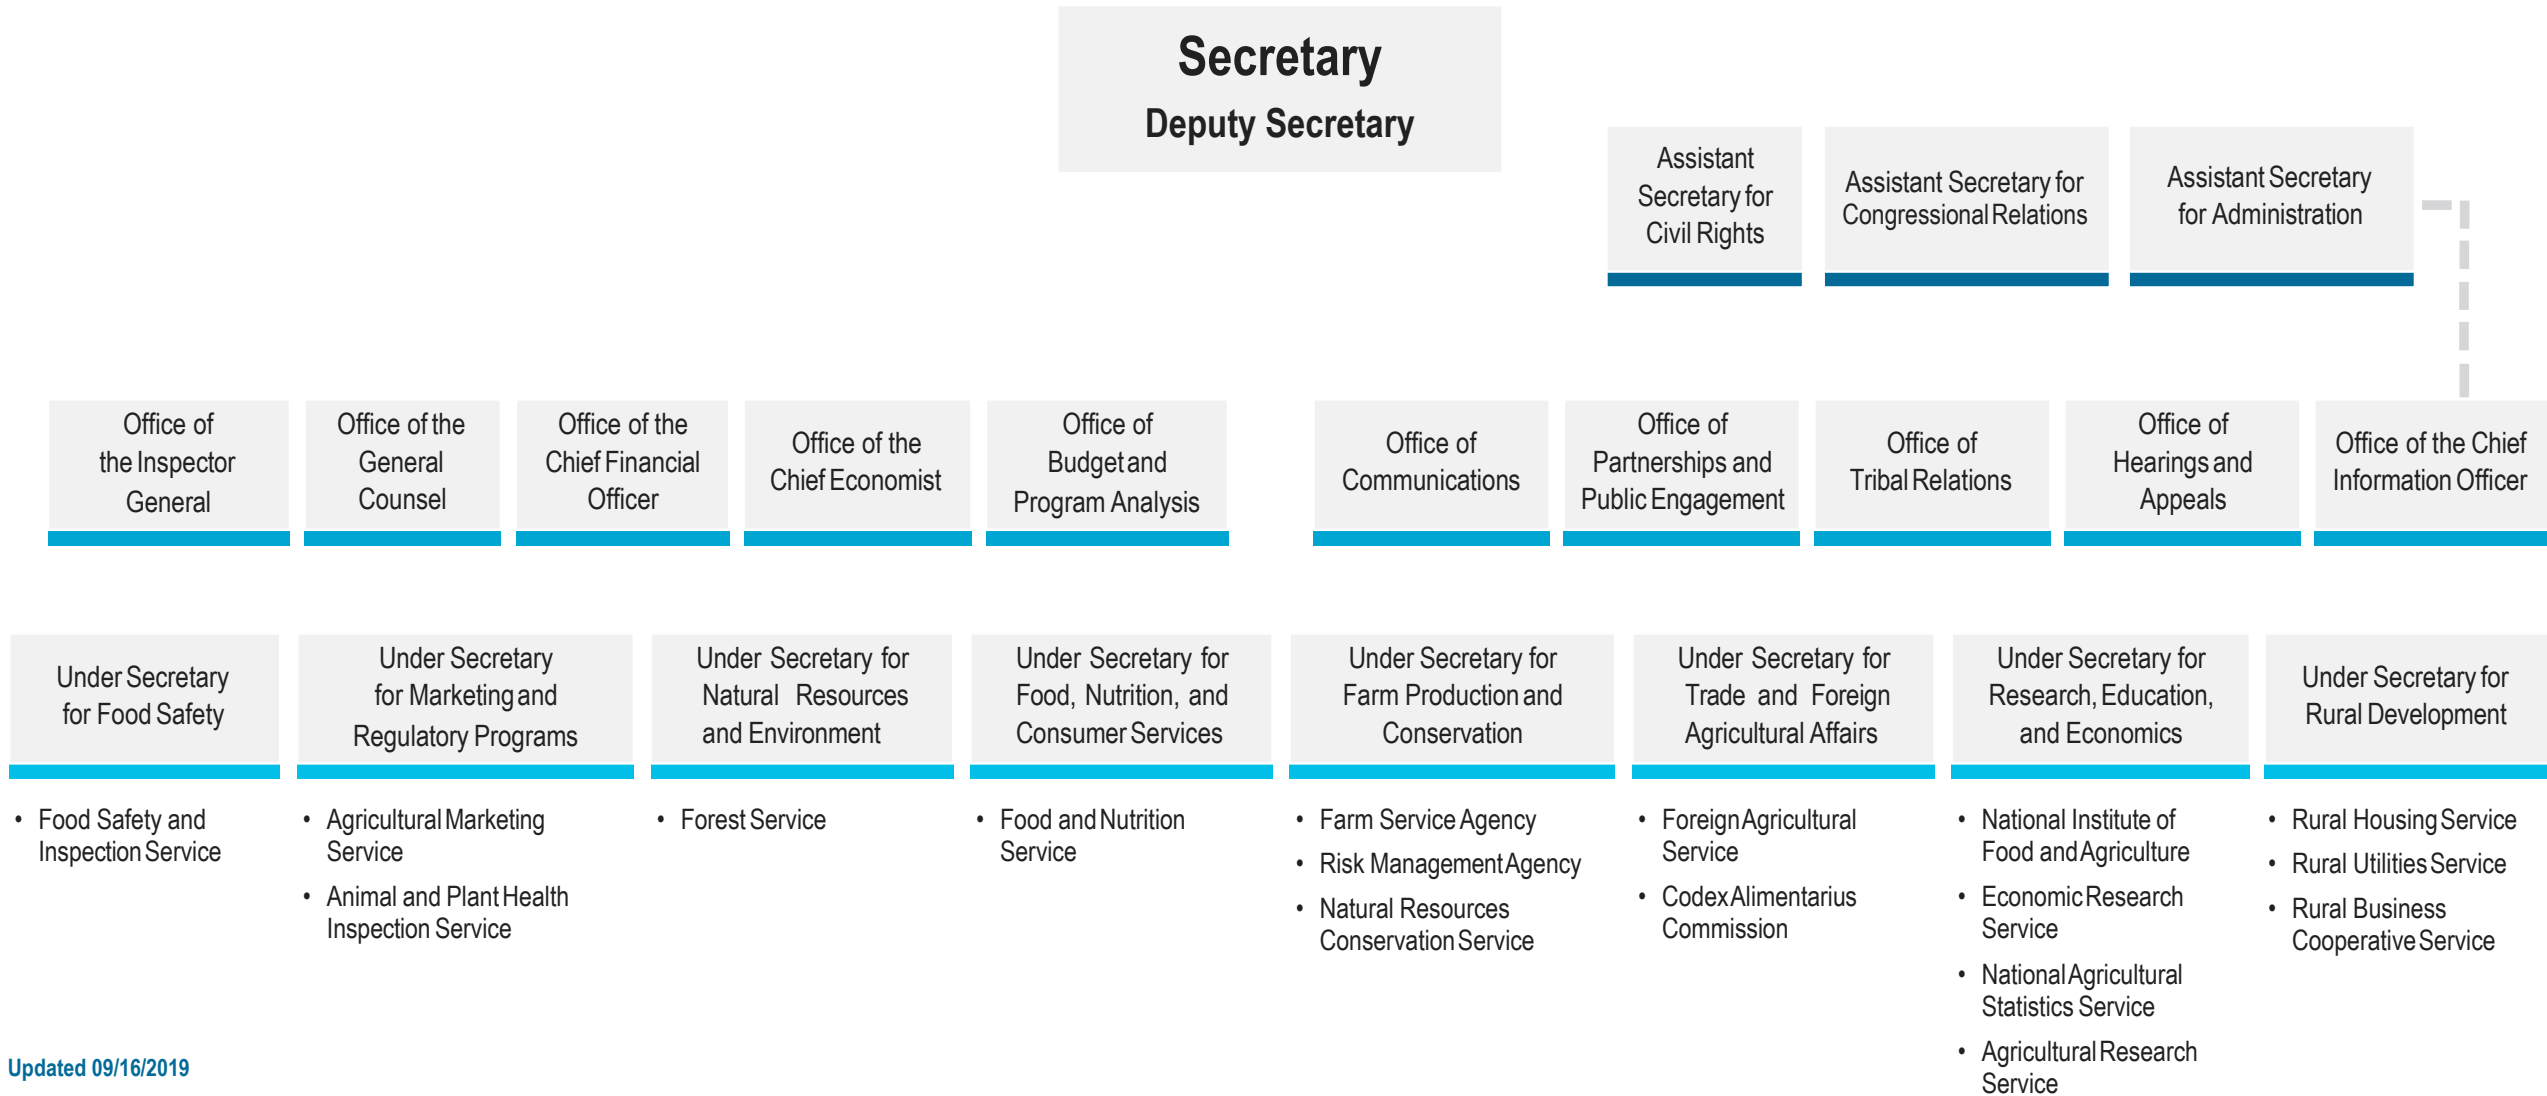 Secretary
Deputy Secretary
Assistant
Secretary for
Civil Rights
Assistant Secretary for
Congressional Relations
Assistant Secretary
for Administration
Office of
the Inspector
General
Office of the
General
Counsel
Office of the
Chief Financial
Officer
Office of the
Chief Economist
Office of
Budget and
Program Analysis
Office of
Communications
Office of
Partnerships and
Public Engagement
Office of
Tribal Relations
Office of
Hearings and
Appeals
Office of the Chief
Information Officer
Under Secretary
for Food Safety
Under Secretary
for Marketing and
Regulatory Programs
Under Secretary for
Natural Resources
and Environment
Under Secretary for
Food, Nutrition, and
Consumer Services
Under Secretary for
Farm Production and
Conservation
Under Secretary for
Trade and Foreign
Agricultural Affairs
Under Secretary for
Research, Education,
and Economics
Under Secretary for
Rural Development
• Food Safety and
Inspection Service
• Agricultural Marketing
Service
• Animal and Plant Health
Inspection Service
• Forest Service
• Food and Nutrition
Service
• Farm Service Agency
• Risk Management Agency
• Natural Resources
Conservation Service
• Foreign Agricultural
Service
• Codex Alimentarius
Commission
• National Institute of
Food and Agriculture
• Economic Research
Service
• National Agricultural
Statistics Service
• Agricultural Research
Service
• Rural Housing Service
• Rural Utilities Service
• Rural Business
Cooperative Service
Updated 09/16/2019